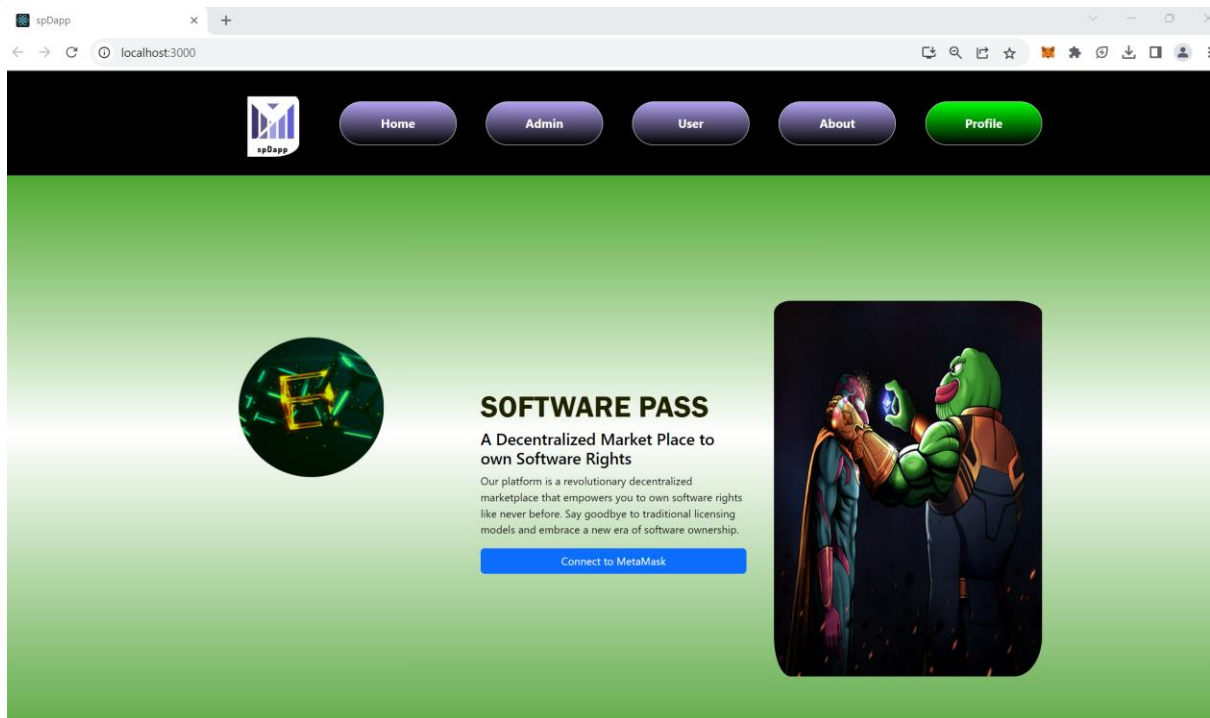 spDapp
localhost:3000
spDapp
Home
Admin
User
About
Profile
E
SOFTWARE PASS
A Decentralized Market Place to
own Software Rights
Our platform is a revolutionary decentralized
marketplace that empowers you to own software rights
like never before. Say goodbye to traditional licensing
models and embrace a new era of software ownership.
Connect to MetaMask